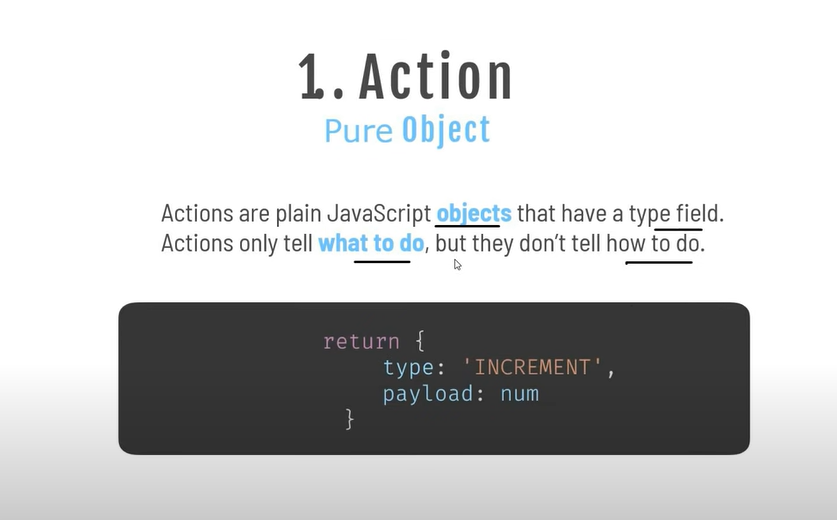 1. Action
Pure Object
Actions are plain JavaScript objects that have a type field.
Actions only tell what to do, but they don't tell how to do.
return {
type: 'INCREMENT',
payload: num
}